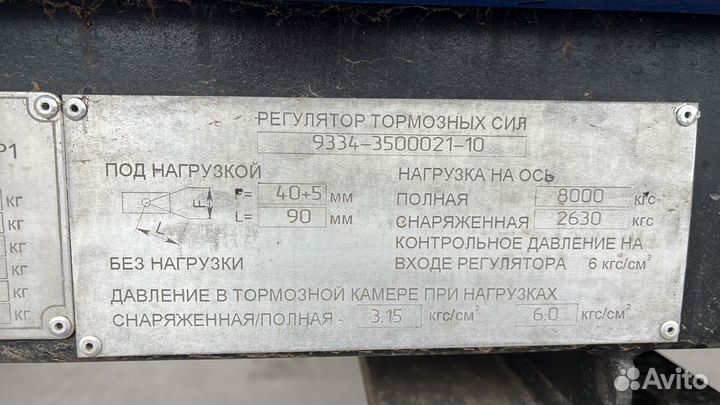 Р1
кг
кг
кг
кг
кг
кг
РЕГУЛЯТОР ТОРМОЗНЫХ СИЛ
9334-3500021-10
ПОД НАГРУЗКОЙ
F= 40+5 мм
L= 90 мм
F
L
БЕЗ НАГРУЗКИ
НАГРУЗКА НА ОСЬ
ПОЛНАЯ 8000 кгс
СНАРЯЖЕННАЯ 2630 кгс
КОНТРОЛЬНОЕ ДАВЛЕНИЕ НА
ВХОДЕ РЕГУЛЯТОРА 6 кгс/см²
ДАВЛЕНИЕ В ТОРМОЗНОЙ КАМЕРЕ ПРИ НАГРУЗКАХ
СНАРЯЖЕННАЯ/ПОЛНАЯ - 3.15 кгс/см² 6.0 кгс/см²
Avito